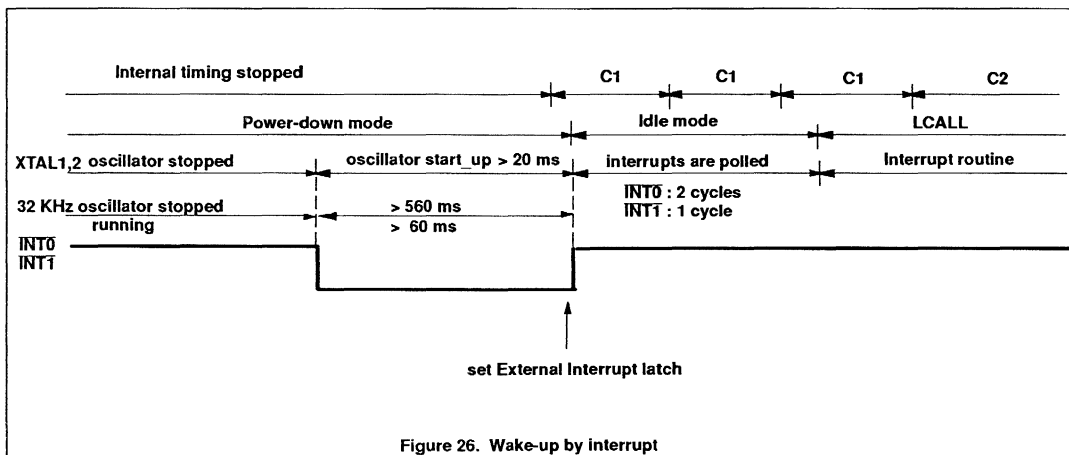 Internal timing stopped C1 C1 C1 C2
Power-down mode Idle mode LCALL
XTAL1,2 oscillator stopped oscillator start_up > 20 ms interrupts are polled Interrupt routine
INT0 : 2 cycles
INT1 : 1 cycle
32 KHz oscillator stopped > 560 ms
running > 60 ms
INT0
INT1
set External Interrupt latch
Figure 26. Wake-up by interrupt